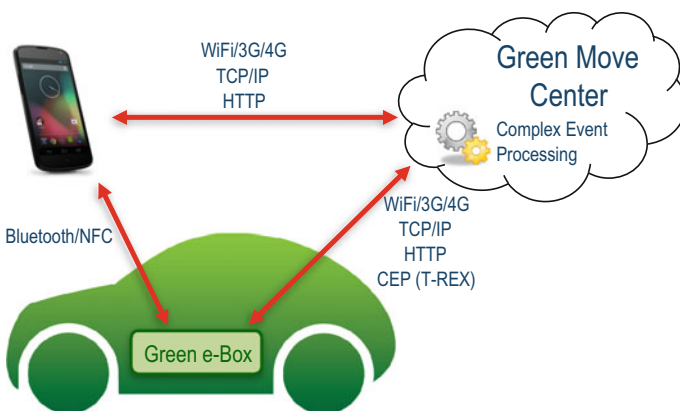 WiFi/3G/4G
TCP/IP
HTTP
Green Move
Center
Complex Event
Processing
Bluetooth/NFC
WiFi/3G/4G
TCP/IP
HTTP
CEP (T-REX)
Green e-Box